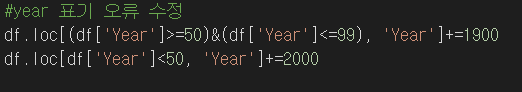 #year 표기 오류 수정
df.loc[(df['Year']>=50)&(df['Year']<=99), 'Year']+=1900
df.loc[df['Year']<50, 'Year']+=2000